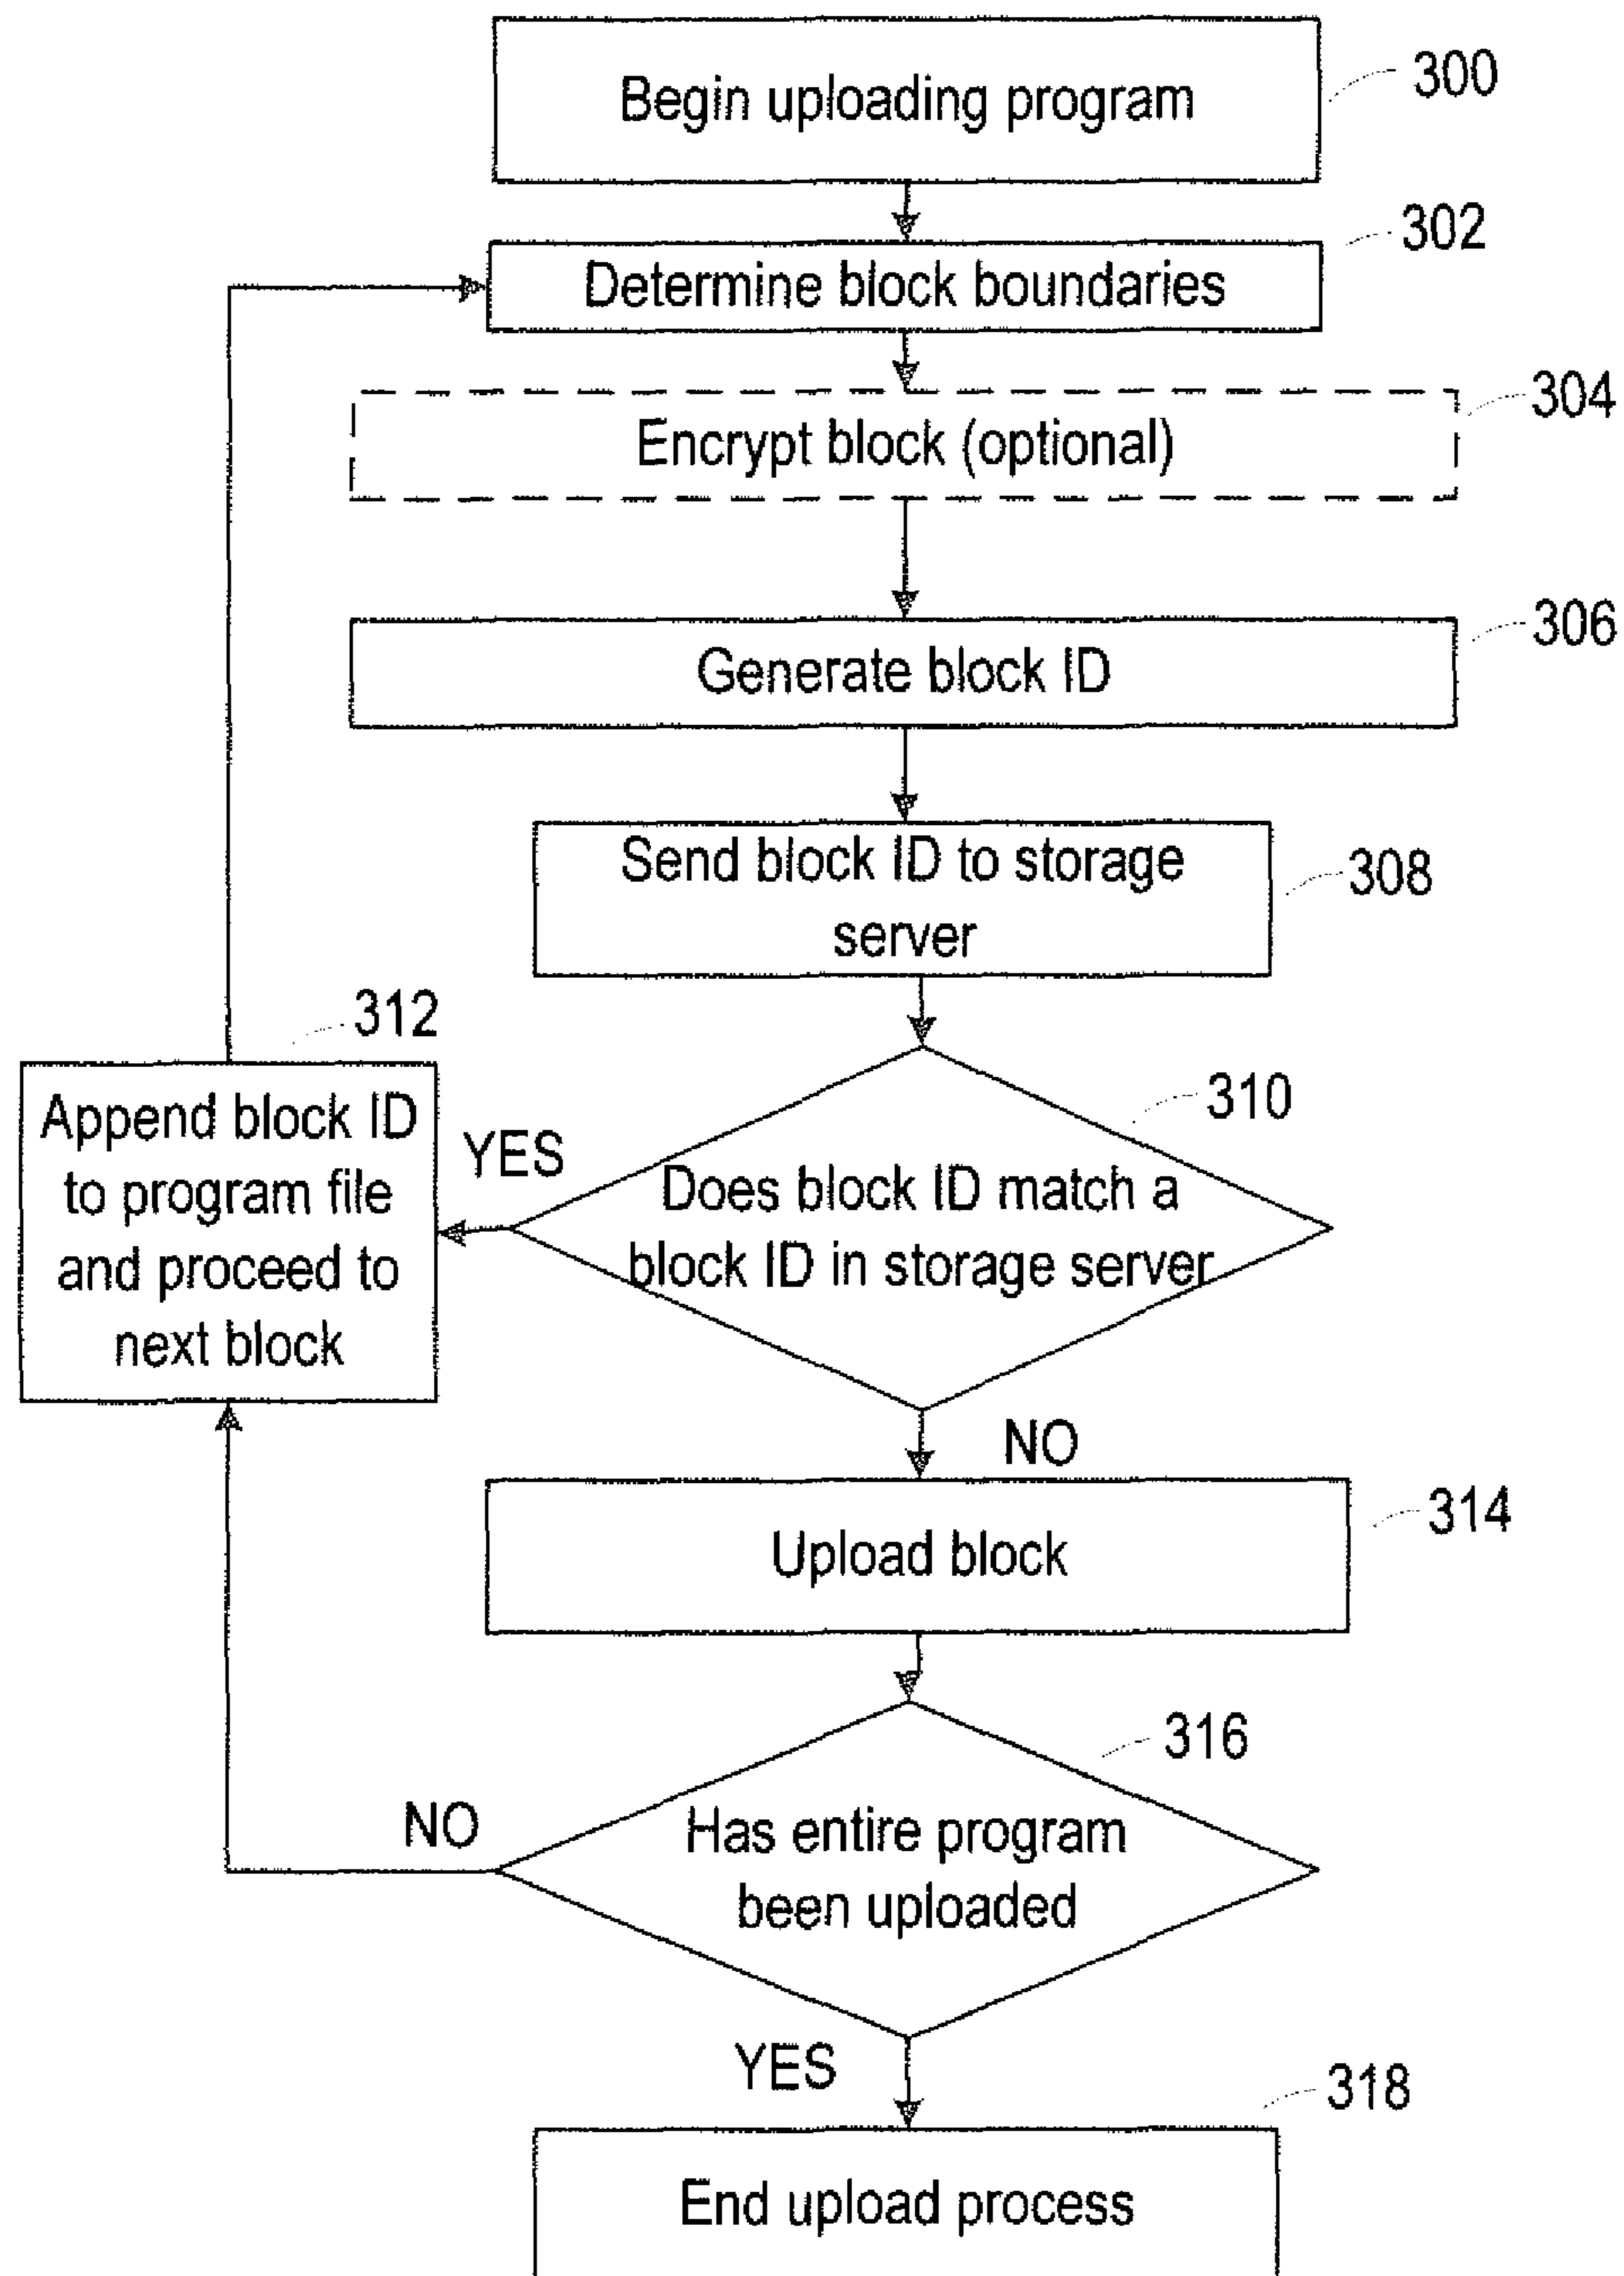 Begin uploading program
300
302
Determine block boundaries
304
Encrypt block (optional)
306
Generate block ID
Send block ID to storage
server
308
312
Append block ID
to program file
and proceed to
next block
YES
310
Does block ID match a
block ID in storage server
NO
314
Upload block
316
NO
Has entire program
been uploaded
YES
318
End upload process